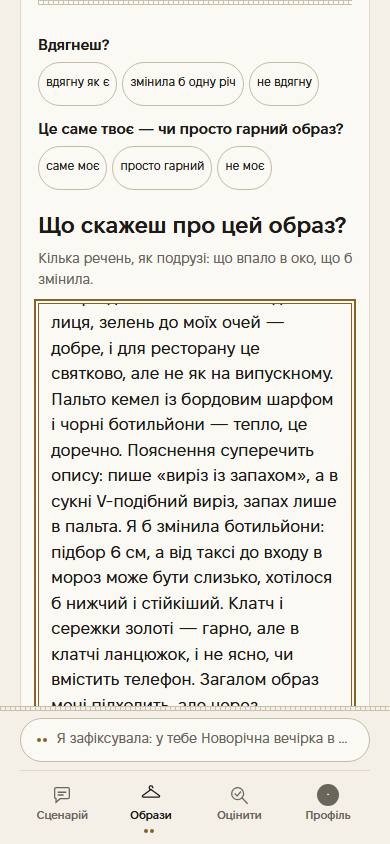 Вдягнеш?
вдягну як є
змінила б одну річ
не вдягну
Це саме твоє — чи просто гарний образ?
саме моє
просто гарний
не моє
Що скажеш про цей образ?
Кілька речень, як подрузі: що впало в око, що б
змінила.
лиця, зелень до моїх очей —
добре, і для ресторану це
святково, але не як на випускному.
Пальто кемел із бордовим шарфом
і чорні ботильйони — тепло, це
доречно. Пояснення суперечить
опису: пише «виріз із запахом», а в
сукні V-подібний виріз, запах лише
в пальта. Я б змінила ботильйони:
підбор 6 см, а від таксі до входу в
мороз може бути слизько, хотілося
б нижчий і стійкіший. Клатч і
сережки золоті — гарно, але в
клатчі ланцюжок, і не ясно, чи
вмістить телефон. Загалом образ
мені підходить, але через
Я зафіксувала: у тебе Новорічна вечірка в ...
Сценарій
Образи
Оцінити
Профіль